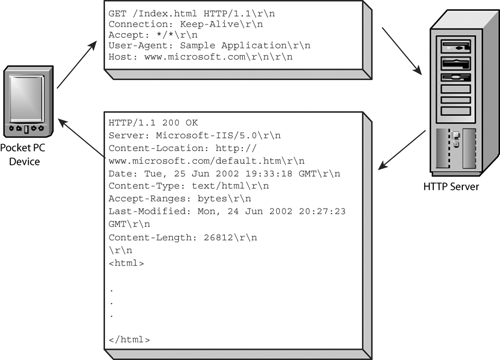 GET /Index.html HTTP/1.1\r\n
Connection: Keep-Alive\r\n
Accept: */*\r\n
User-Agent: Sample Application\r\n
Host: www.microsoft.com\r\n\r\n
Pocket PC
Device
HTTP Server
HTTP/1.1 200 OK
Server: Microsoft-IIS/5.0\r\n
Content-Location: http://
www.microsoft.com/default.htm\r\n
Date: Tue, 25 Jun 2002 19:33:18 GMT\r\n
Content-Type: text/html\r\n
Accept-Ranges: bytes\r\n
Last-Modified: Mon, 24 Jun 2002 20:27:23
GMT\r\n
Content-Length: 26812\r\n
\r\n
<html>
.
.
.
</html>